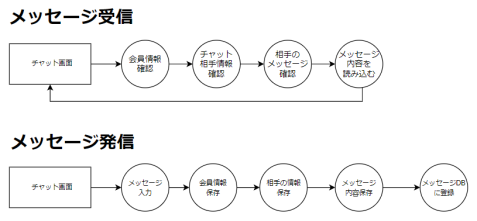 メッセージ受信
チャット画面
会員情報
確認
チャット
相手情報
確認
相手の
メッセージ
確認
メッセージ
内容を
読み込む
メッセージ発信
チャット画面
メッセージ
入力
会員情報
保存
相手の情報
保存
メッセージ
内容保存
メッセージDB
に登録